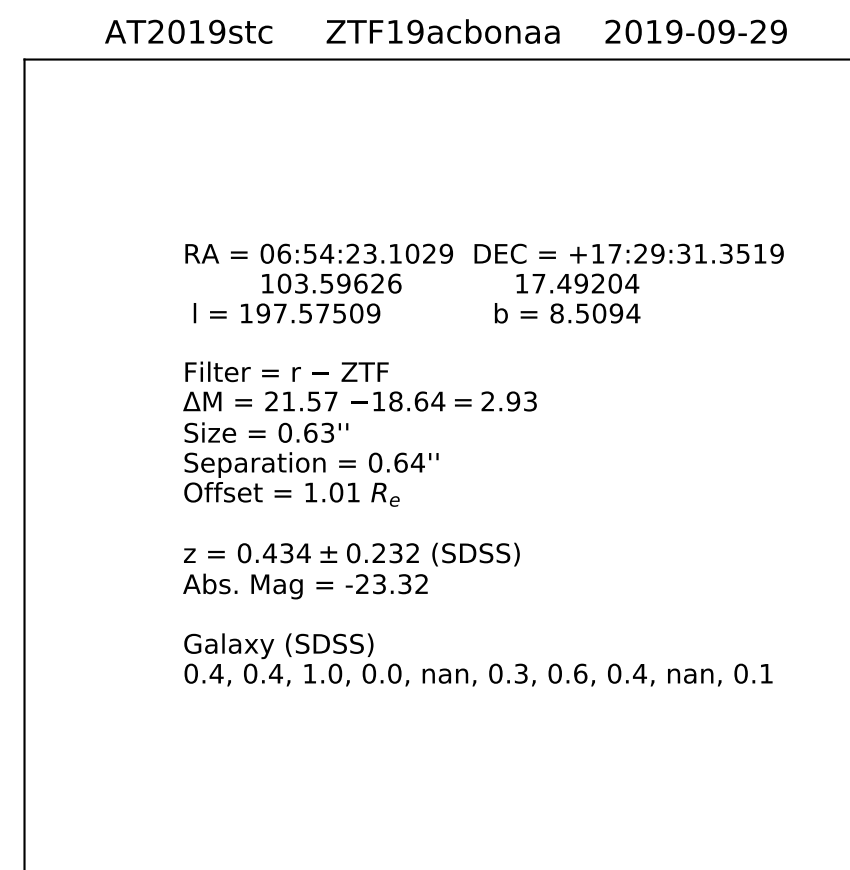 AT2019stc ZTF19acbonaa 2019-09-29
RA = 06:54:23.1029 DEC = +17:29:31.3519
103.59626 17.49204
l = 197.57509 b = 8.5094
Filter = r − ZTF
ΔM = 21.57 −18.64 = 2.93
Size = 0.63''
Separation = 0.64''
Offset = 1.01 Rₑ
z = 0.434 ± 0.232 (SDSS)
Abs. Mag = -23.32
Galaxy (SDSS)
0.4, 0.4, 1.0, 0.0, nan, 0.3, 0.6, 0.4, nan, 0.1